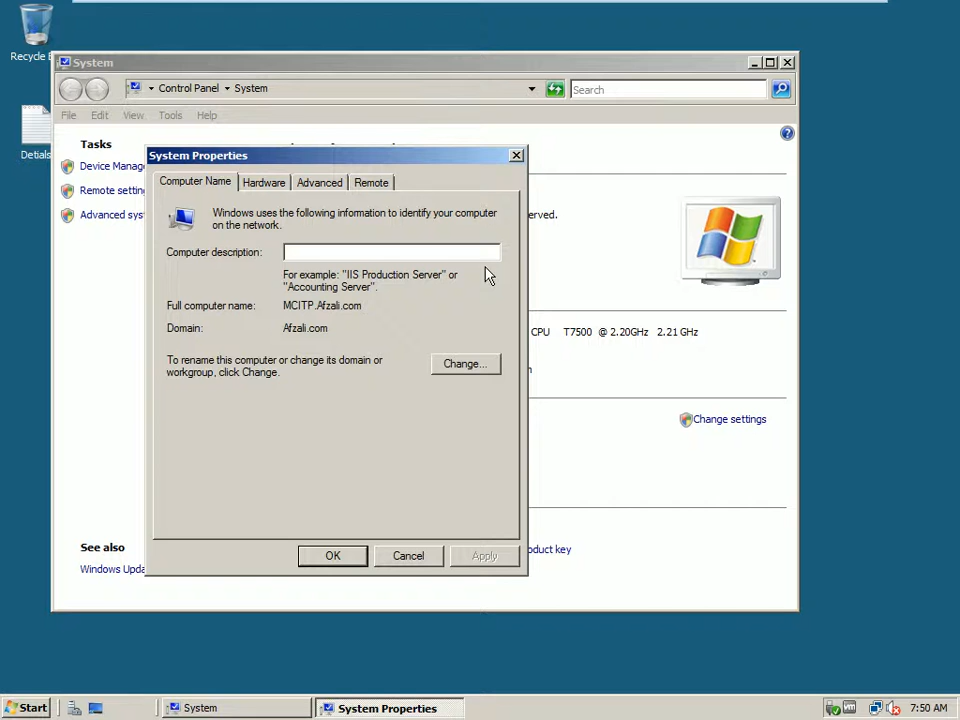 Recycle
System
Control Panel
System
Search
File Edit View Tools Help
Tasks
Device Manag
Remote settin
Advanced sys
Detials
System Properties
Computer Name Hardware Advanced Remote
Windows uses the following information to identify your computer
on the network.
erved.
Computer description:
For example: "IIS Production Server" or
"Accounting Server".
Full computer name: MCITP.Afzali.com
Domain: Afzali.com
CPU T7500 @ 2.20GHz 2.21 GHz
To rename this computer or change its domain or
workgroup, click Change.
Change...
Change settings
OK Cancel Apply
See also
Windows Upda
oduct key
Start
System
System Properties
7:50 AM